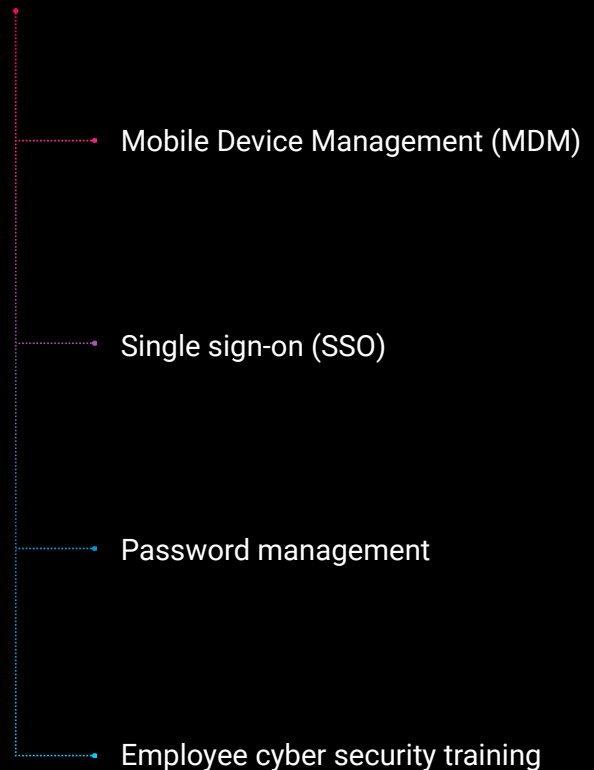 Mobile Device Management (MDM)
Single sign-on (SSO)
Password management
Employee cyber security training